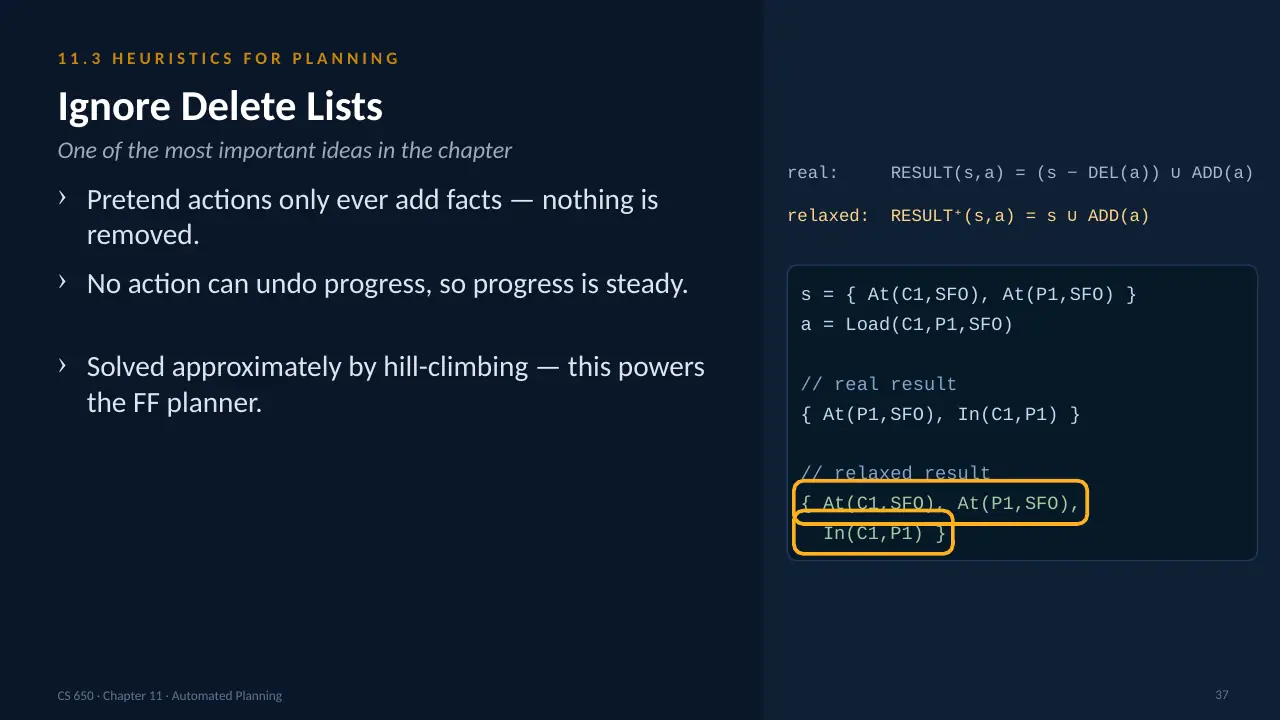 11.3 HEURISTICS FOR PLANNING
Ignore Delete Lists
One of the most important ideas in the chapter
› Pretend actions only ever add facts — nothing is
removed.
› No action can undo progress, so progress is steady.
› Solved approximately by hill-climbing — this powers
the FF planner.
real: RESULT(s,a) = (s − DEL(a)) ∪ ADD(a)
relaxed: RESULT⁺(s,a) = s ∪ ADD(a)
s = { At(C1,SFO), At(P1,SFO) }
a = Load(C1,P1,SFO)
// real result
{ At(P1,SFO), In(C1,P1) }
// relaxed result
{ At(C1,SFO), At(P1,SFO),
In(C1,P1) }
CS 650 · Chapter 11 · Automated Planning
37